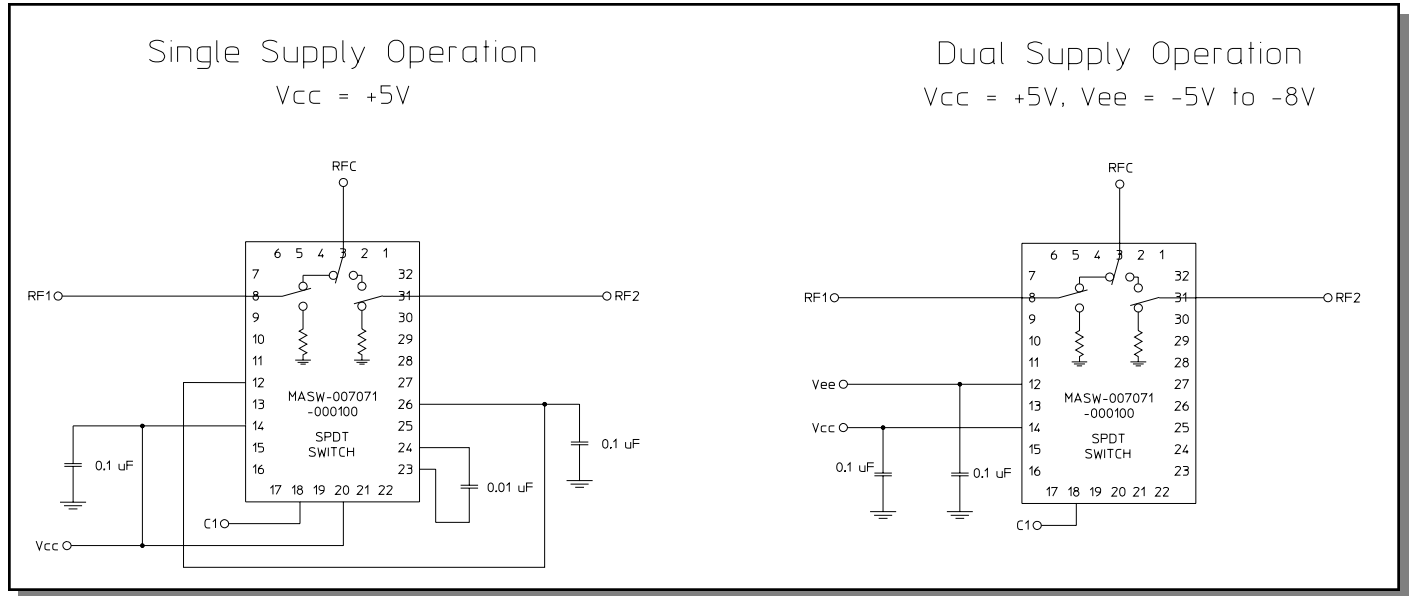 Single Supply Operation
Vcc = +5V
RFC
6 5 4 3 2 1
7
8
9
10
11
12
13
14
15
16
32
31
30
29
28
27
26
25
24
23
17 18 19 20 21 22
RF1
RF2
MASW-007071
-000100
SPDT
SWITCH
0.1 uF
0.1 uF
0.01 uF
C1
Vcc
Dual Supply Operation
Vcc = +5V, Vee = -5V to -8V
RFC
6 5 4 3 2 1
7
8
9
10
11
12
13
14
15
16
32
31
30
29
28
27
26
25
24
23
17 18 19 20 21 22
RF1
RF2
Vee
Vcc
MASW-007071
-000100
SPDT
SWITCH
0.1 uF
0.1 uF
C1